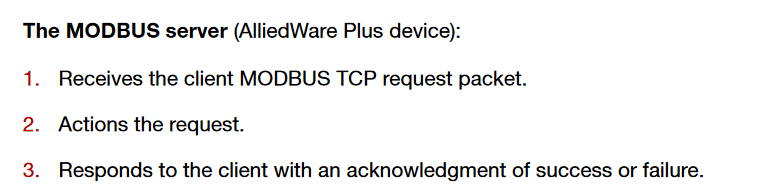 The MODBUS server (AlliedWare Plus device):
1. Receives the client MODBUS TCP request packet.
2. Actions the request.
3. Responds to the client with an acknowledgment of success or failure.